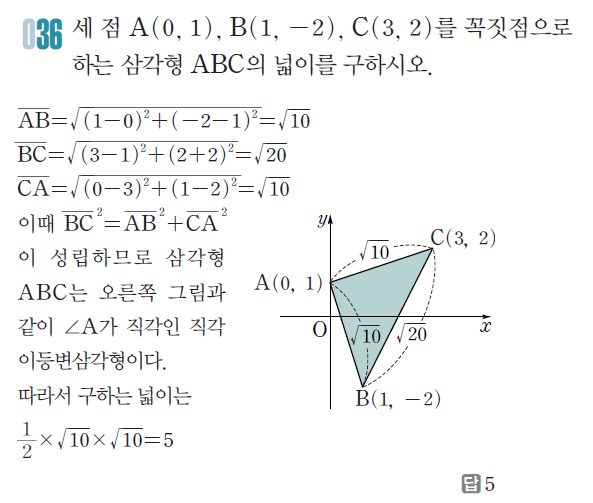 036 세 점 A(0, 1), B(1, −2), C(3, 2)를 꼭짓점으로
하는 삼각형 ABC의 넓이를 구하시오.
A̅B̅=√(1−0)²+(−2−1)²=√10
B̅C̅=√(3−1)²+(2+2)²=√20
C̅A̅=√(0−3)²+(1−2)²=√10
이때 B̅C̅²=A̅B̅²+C̅A̅²
이 성립하므로 삼각형
ABC는 오른쪽 그림과
같이 ∠A가 직각인 직각
이등변삼각형이다.
따라서 구하는 넓이는
1/2×√10×√10=5
y
C(3, 2)
√10
A(0, 1)
O
√10
√20
x
B(1, −2)
답 5